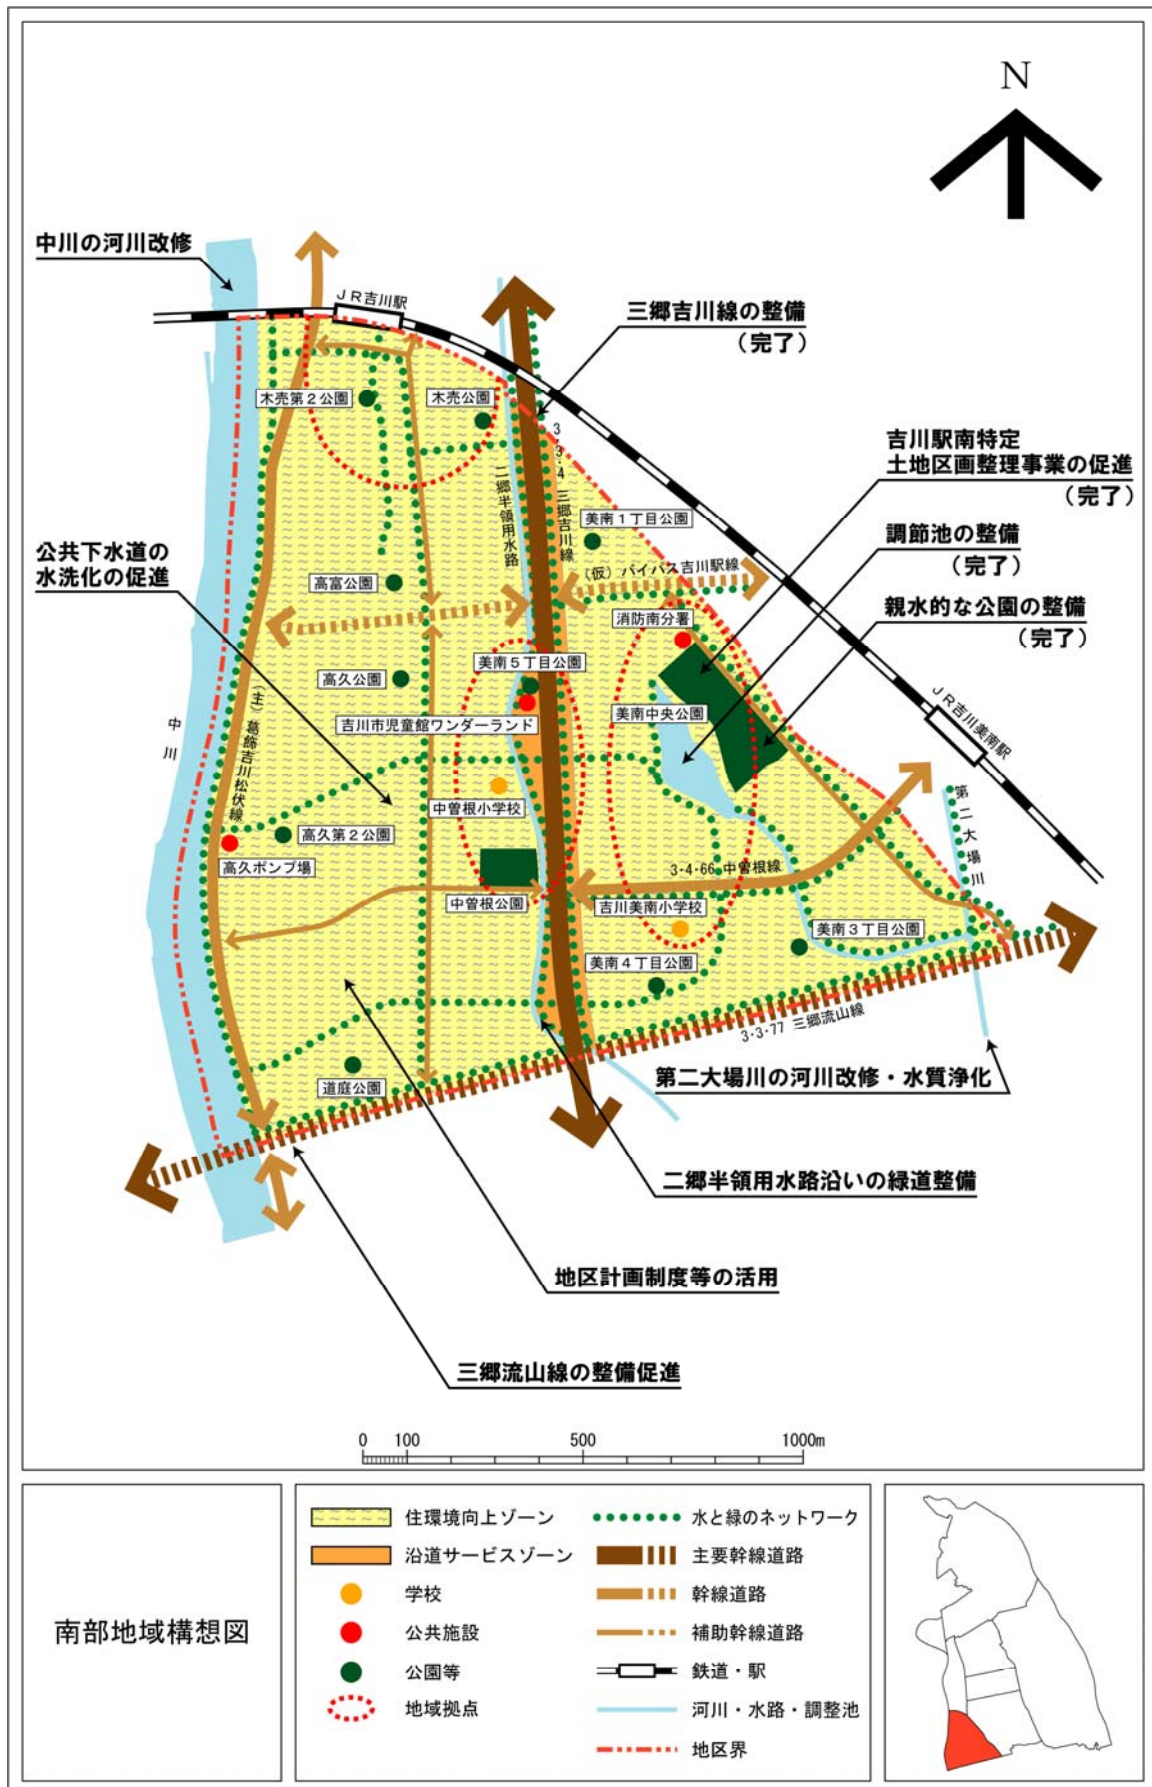 N
中川の河川改修
JR吉川駅
三郷吉川線の整備
(完了)
木売第2公園
木売公園
3・3・4 三郷吉川線
二郷半領用水路
吉川駅南特定
土地区画整理事業の促進
(完了)
美南1丁目公園
調節池の整備
(完了)
公共下水道の
水洗化の促進
高富公園
(仮)バイパス吉川駅線
消防南分署
親水的な公園の整備
(完了)
美南5丁目公園
高久公園
(主)葛飾吉川松伏線
中川
吉川市児童館ワンダーランド
美南中央公園
JR吉川美南駅
中曽根小学校
第二大場川
高久第2公園
高久ポンプ場
3・4・66 中曽根線
中曽根公園
吉川美南小学校
美南3丁目公園
美南4丁目公園
3・3・77 三郷流山線
道庭公園
第二大場川の河川改修・水質浄化
二郷半領用水路沿いの緑道整備
地区計画制度等の活用
三郷流山線の整備促進
0 100 500 1000m
南部地域構想図
住環境向上ゾーン
沿道サービスゾーン
学校
公共施設
公園等
地域拠点
水と緑のネットワーク
主要幹線道路
幹線道路
補助幹線道路
鉄道・駅
河川・水路・調整池
地区界